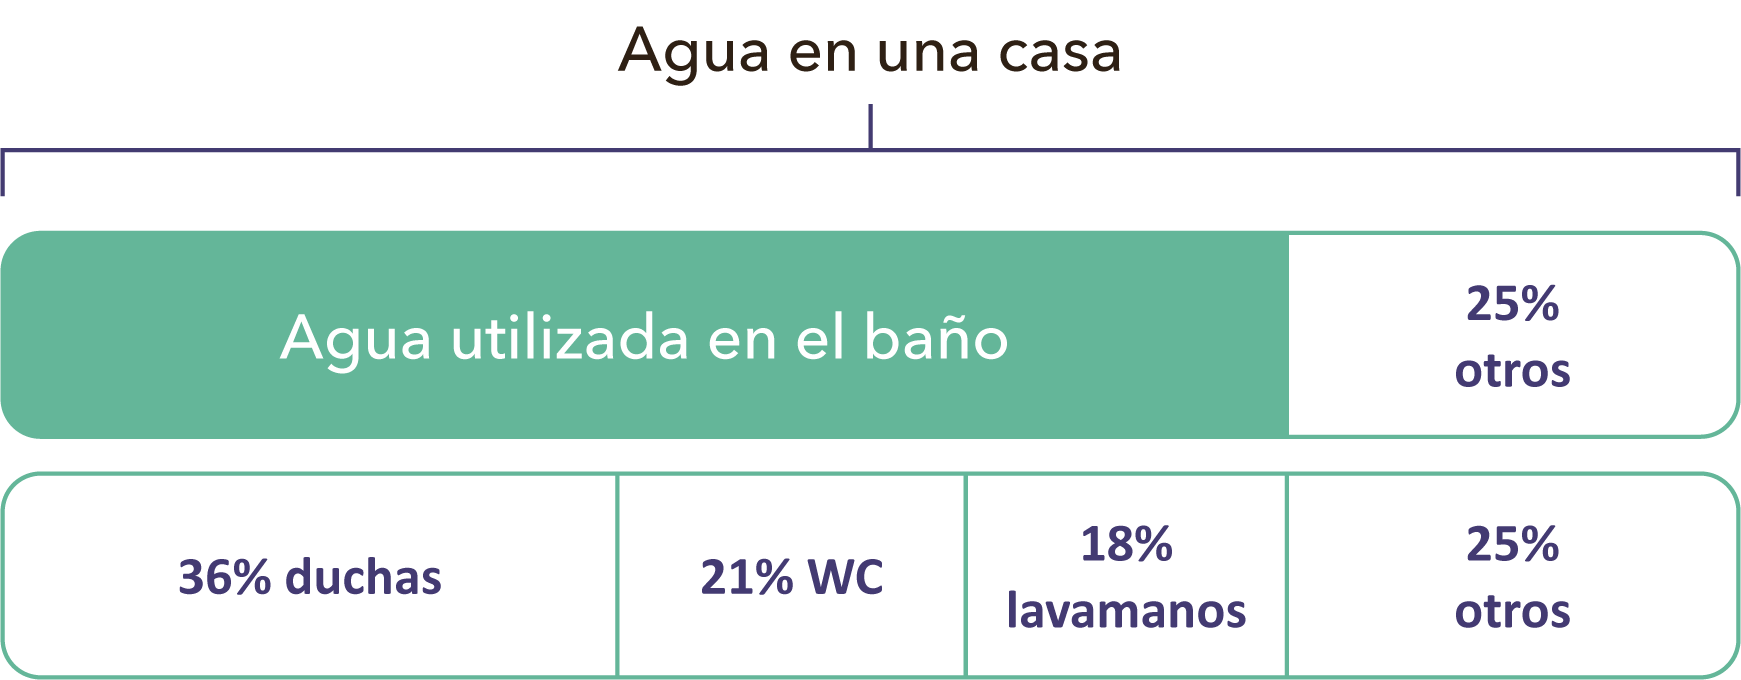 Agua en una casa
Agua utilizada en el baño
25%
otros
36% duchas
21% WC
18%
lavamanos
25%
otros